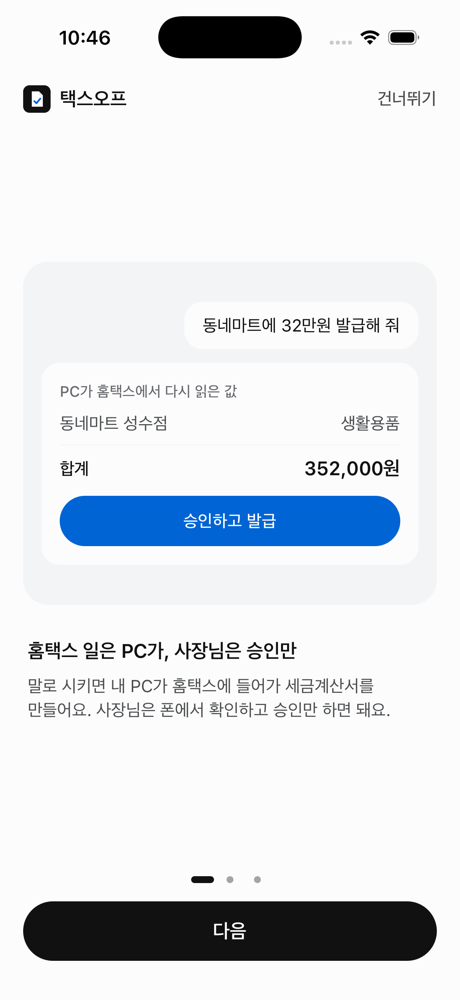 10:46
택스오프
건너뛰기
동네마트에 32만원 발급해 줘
PC가 홈택스에서 다시 읽은 값
동네마트 성수점 생활용품
합계 352,000원
승인하고 발급
홈택스 일은 PC가, 사장님은 승인만
말로 시키면 내 PC가 홈택스에 들어가 세금계산서를
만들어요. 사장님은 폰에서 확인하고 승인만 하면 돼요.
다음